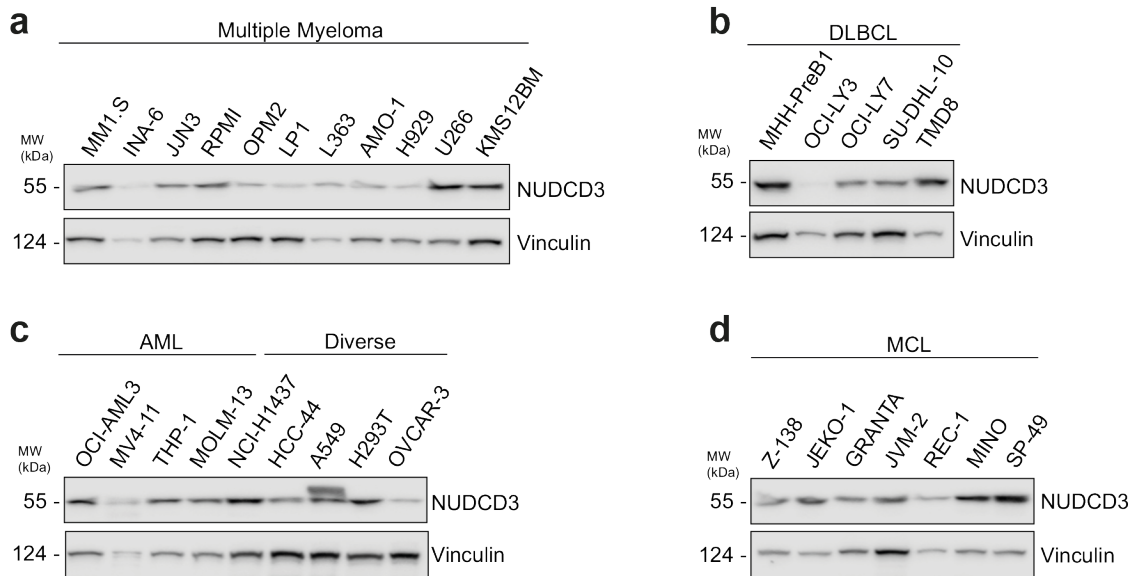 a
Multiple Myeloma
MM1.S INA-6 JJN3 RPMI OPM2 LP1 L363 AMO-1 H929 U266 KMS12BM
MW
(kDa)
55 - NUDCD3
124 - Vinculin
b
DLBCL
MHH-PreB1 OCI-LY3 OCI-LY7 SU-DHL-10 TMD8
MW
(kDa)
55 - NUDCD3
124 - Vinculin
c
AML Diverse
OCI-AML3 MV4-11 THP-1 MOLM-13 NCI-H1437 HCC-44 A549 H293T OVCAR-3
MW
(kDa)
55 - NUDCD3
124 - Vinculin
d
MCL
Z-138 JEKO-1 GRANTA JVM-2 REC-1 MINO SP-49
MW
(kDa)
55 - NUDCD3
124 - Vinculin